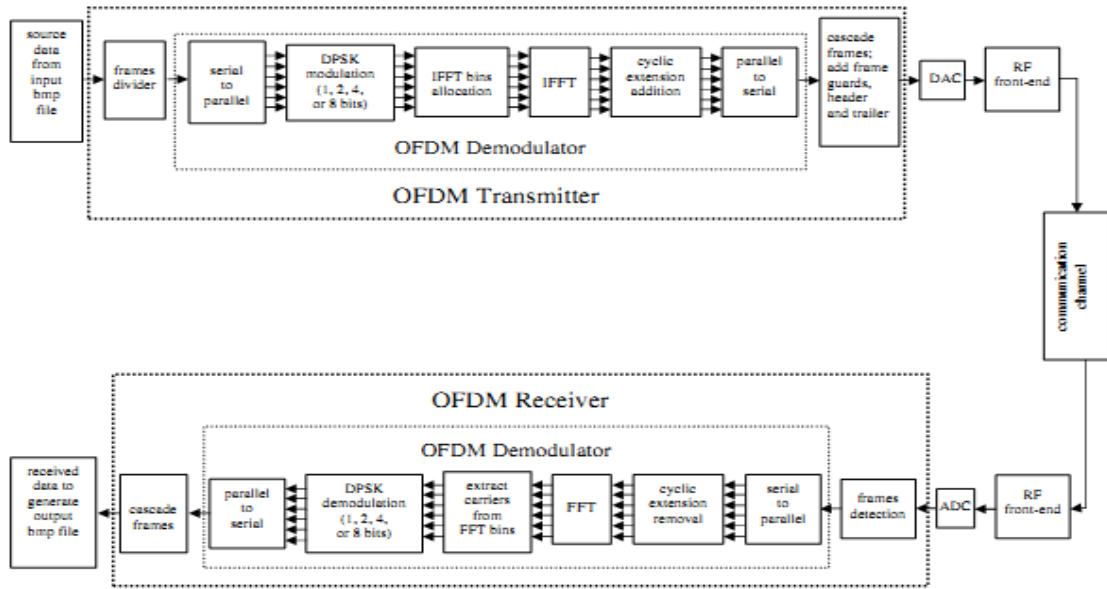 source
data
from
input
bmp
file
frames
divider
serial
to
parallel
DPSK
modulation
(1, 2, 4,
or 8 bits)
IFFT bins
allocation
IFFT
cyclic
extension
addition
parallel
to
serial
OFDM Demodulator
OFDM Transmitter
cascade
frames;
add frame
guards,
header
and trailer
DAC
RF
front-end
communication
channel
OFDM Receiver
OFDM Demodulator
received
data to
generate
output
bmp file
cascade
frames
parallel
to
serial
DPSK
demodulation
(1, 2, 4,
or 8 bits)
extract
carriers
from
FFT bins
FFT
cyclic
extension
removal
serial
to
parallel
frames
detection
ADC
RF
front-end